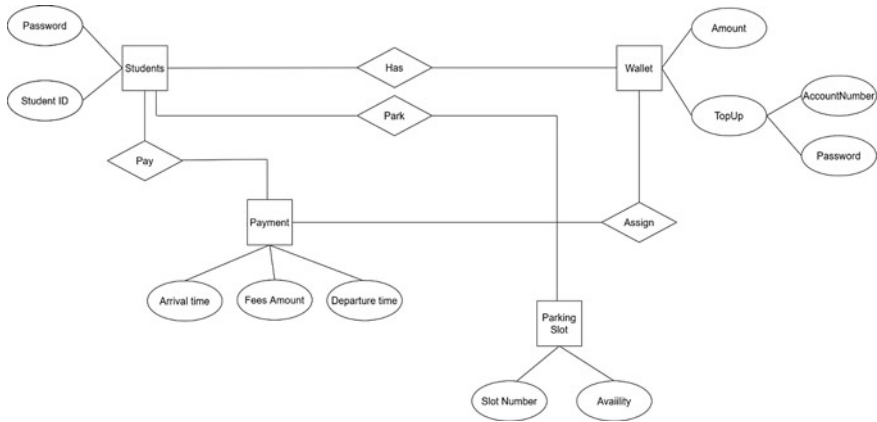 Password
Amount
Students
Has
Wallet
Student ID
AccountNumber
Park
TopUp
Pay
Password
Payment
Assign
Arrival time
Fees Amount
Departure time
Parking
Slot
Slot Number
Avaiility